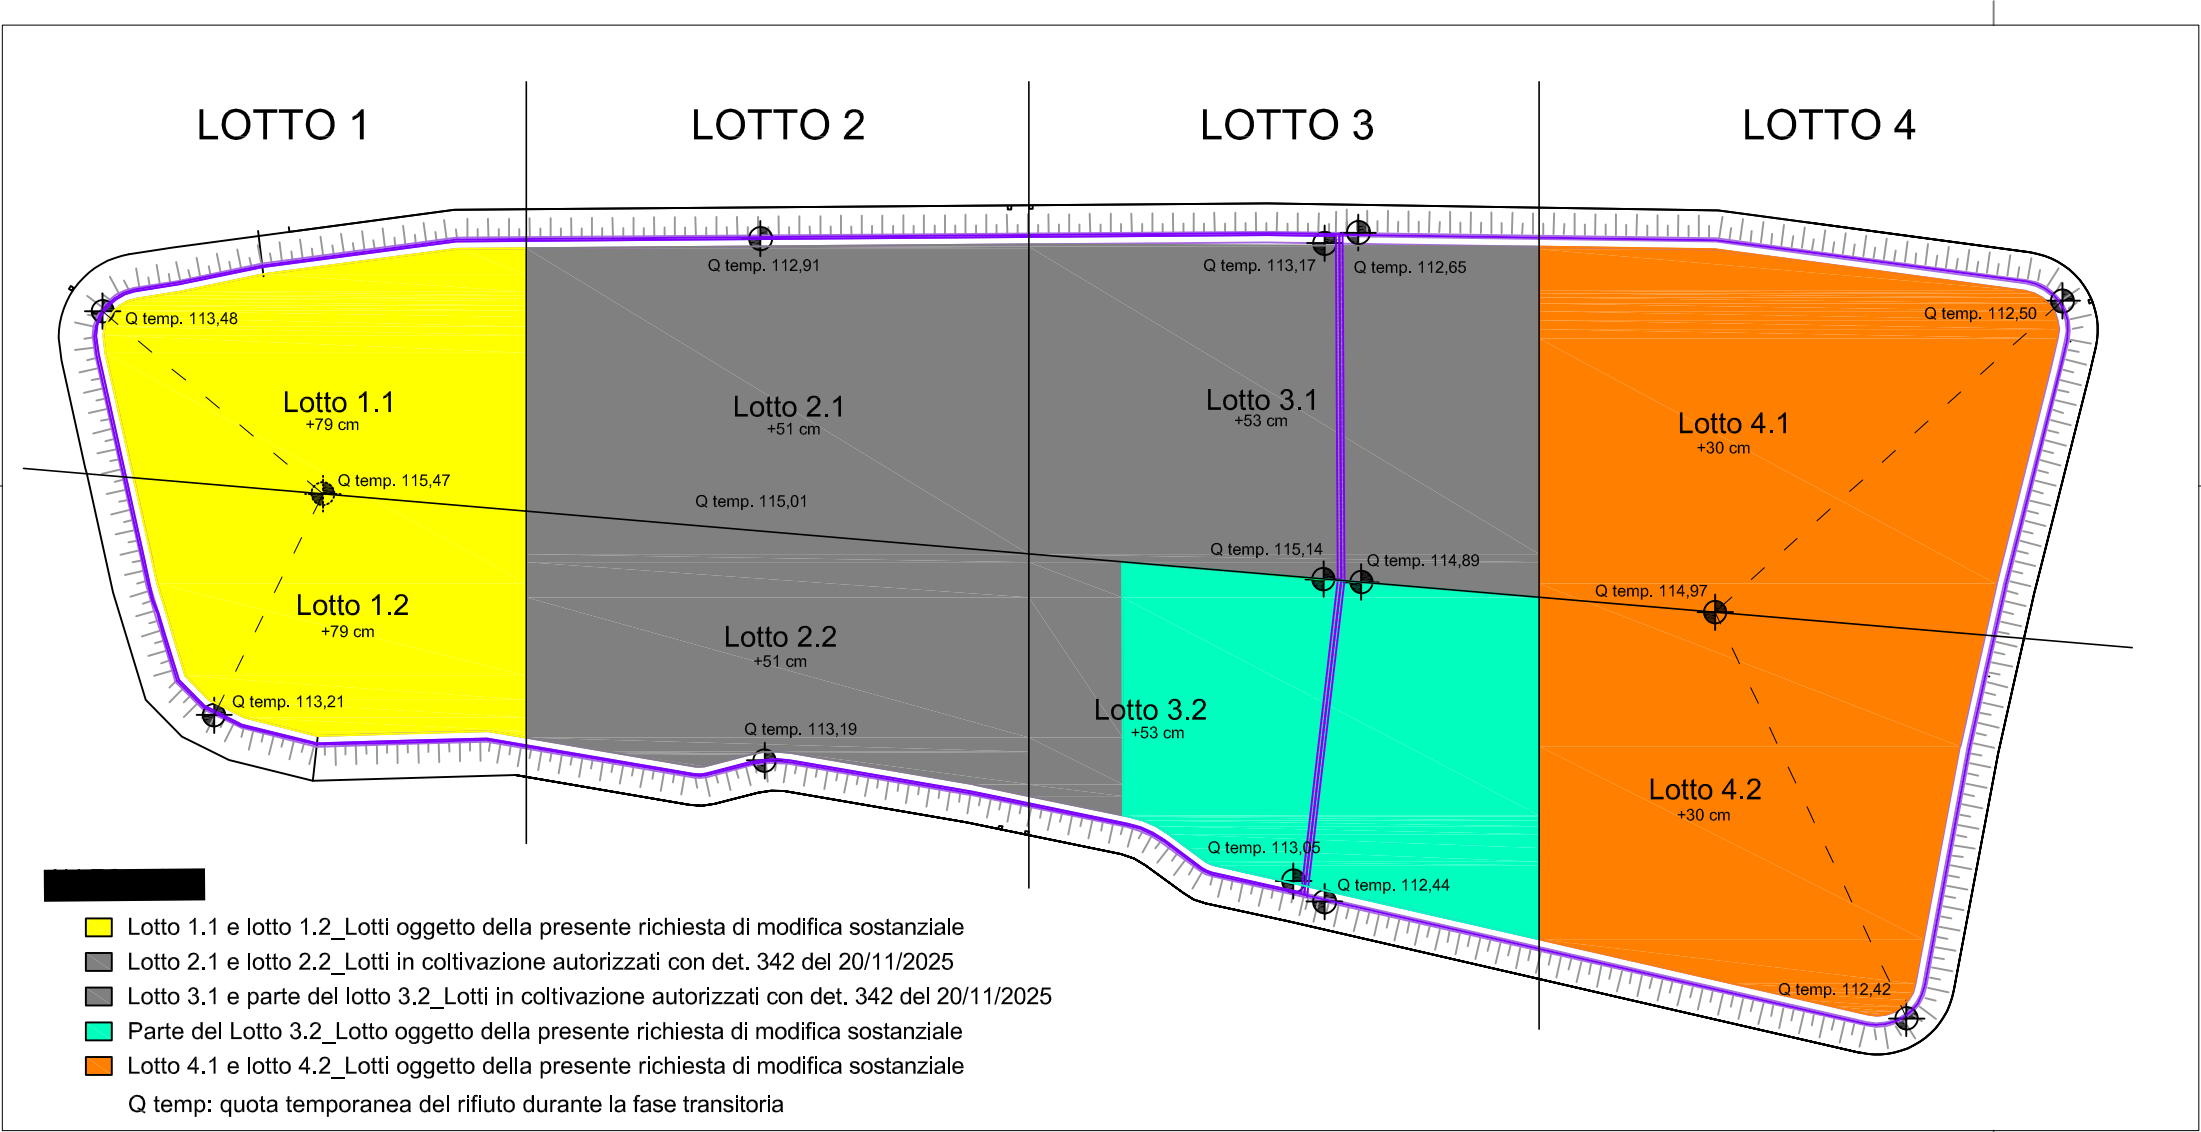 LOTTO 1
LOTTO 2
LOTTO 3
LOTTO 4
Q temp. 112,91
Q temp. 113,17
Q temp. 112,65
Q temp. 113,48
Q temp. 112,50
Lotto 1.1
+79 cm
Lotto 2.1
+51 cm
Lotto 3.1
+53 cm
Lotto 4.1
+30 cm
Q temp. 115,47
Q temp. 115,01
Q temp. 115,14
Q temp. 114,89
Q temp. 114,97
Lotto 1.2
+79 cm
Lotto 2.2
+51 cm
Lotto 3.2
+53 cm
Lotto 4.2
+30 cm
Q temp. 113,21
Q temp. 113,19
Q temp. 113,05
Q temp. 112,44
Q temp. 112,42
Lotto 1.1 e lotto 1.2_Lotti oggetto della presente richiesta di modifica sostanziale
Lotto 2.1 e lotto 2.2_Lotti in coltivazione autorizzati con det. 342 del 20/11/2025
Lotto 3.1 e parte del lotto 3.2_Lotti in coltivazione autorizzati con det. 342 del 20/11/2025
Parte del Lotto 3.2_Lotto oggetto della presente richiesta di modifica sostanziale
Lotto 4.1 e lotto 4.2_Lotti oggetto della presente richiesta di modifica sostanziale
Q temp: quota temporanea del rifiuto durante la fase transitoria